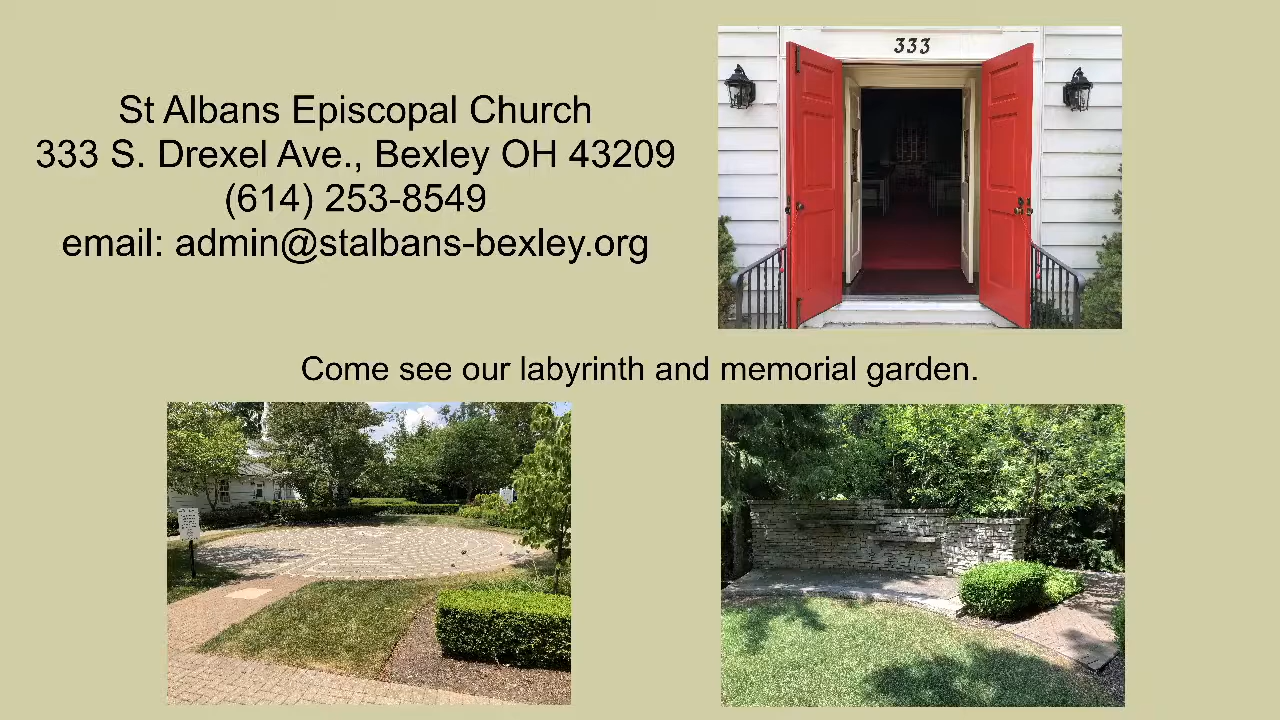 St Albans Episcopal Church
333 S. Drexel Ave., Bexley OH 43209
(614) 253-8549
email: admin@stalbans-bexley.org
333
Come see our labyrinth and memorial garden.